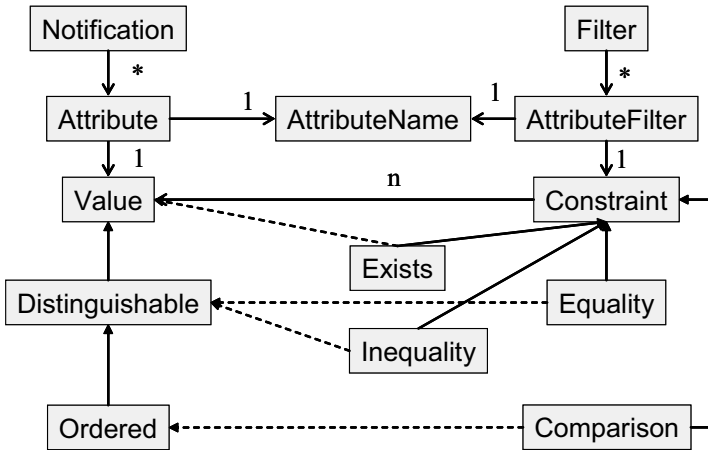 Notification Filter
* *
1 1
Attribute AttributeName AttributeFilter
1 1
n
Value Constraint
Exists
Distinguishable Equality
Inequality
Ordered Comparison